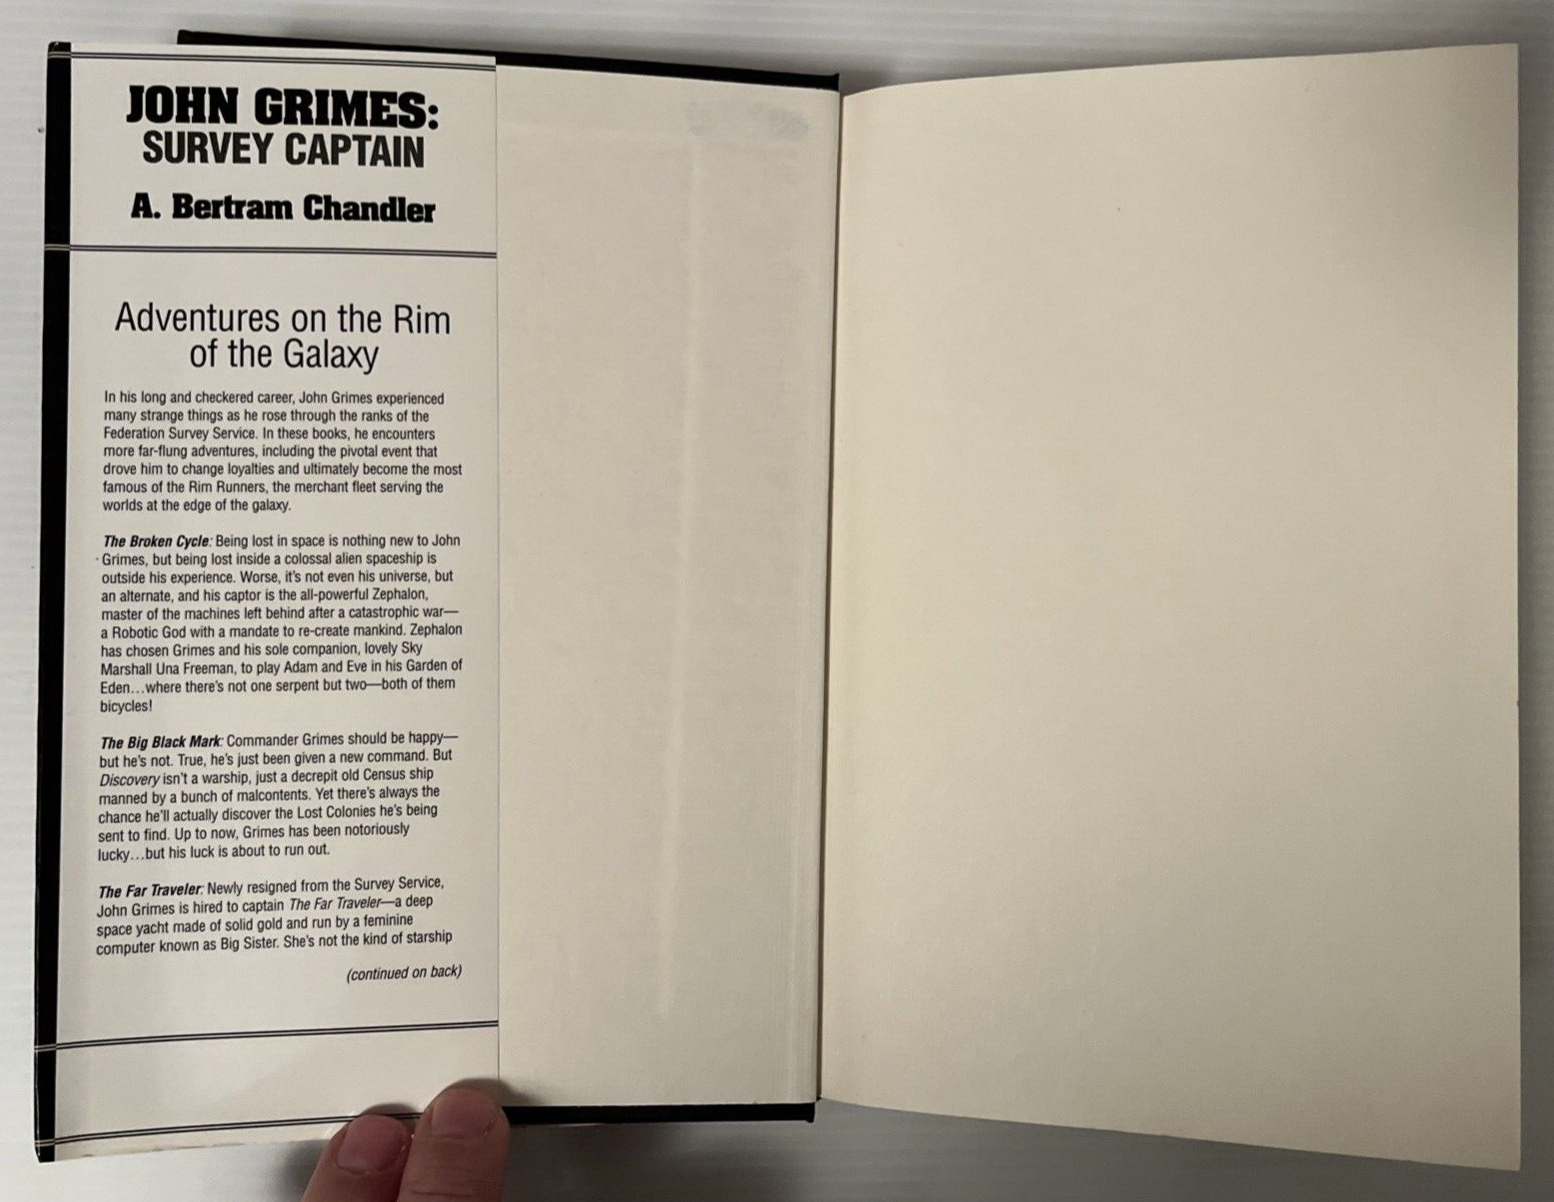 JOHN GRIMES:
SURVEY CAPTAIN
A. Bertram Chandler
Adventures on the Rim
of the Galaxy
In his long and checkered career, John Grimes experienced
many strange things as he rose through the ranks of the
Federation Survey Service. In these books, he encounters
more far-flung adventures, including the pivotal event that
drove him to change loyalties and ultimately become the most
famous of the Rim Runners, the merchant fleet serving the
worlds at the edge of the galaxy.
The Broken Cycle: Being lost in space is nothing new to John
Grimes, but being lost inside a colossal alien spaceship is
outside his experience. Worse, it's not even his universe, but
an alternate, and his captor is the all-powerful Zephalon,
master of the machines left behind after a catastrophic war—
a Robotic God with a mandate to re-create mankind. Zephalon
has chosen Grimes and his sole companion, lovely Sky
Marshall Una Freeman, to play Adam and Eve in his Garden of
Eden...where there's not one serpent but two—both of them
bicycles!
The Big Black Mark: Commander Grimes should be happy—
but he's not. True, he's just been given a new command. But
Discovery isn't a warship, just a decrepit old Census ship
manned by a bunch of malcontents. Yet there's always the
chance he'll actually discover the Lost Colonies he's being
sent to find. Up to now, Grimes has been notoriously
lucky...but his luck is about to run out.
The Far Traveler: Newly resigned from the Survey Service,
John Grimes is hired to captain The Far Traveler—a deep
space yacht made of solid gold and run by a feminine
computer known as Big Sister. She's not the kind of starship
(continued on back)